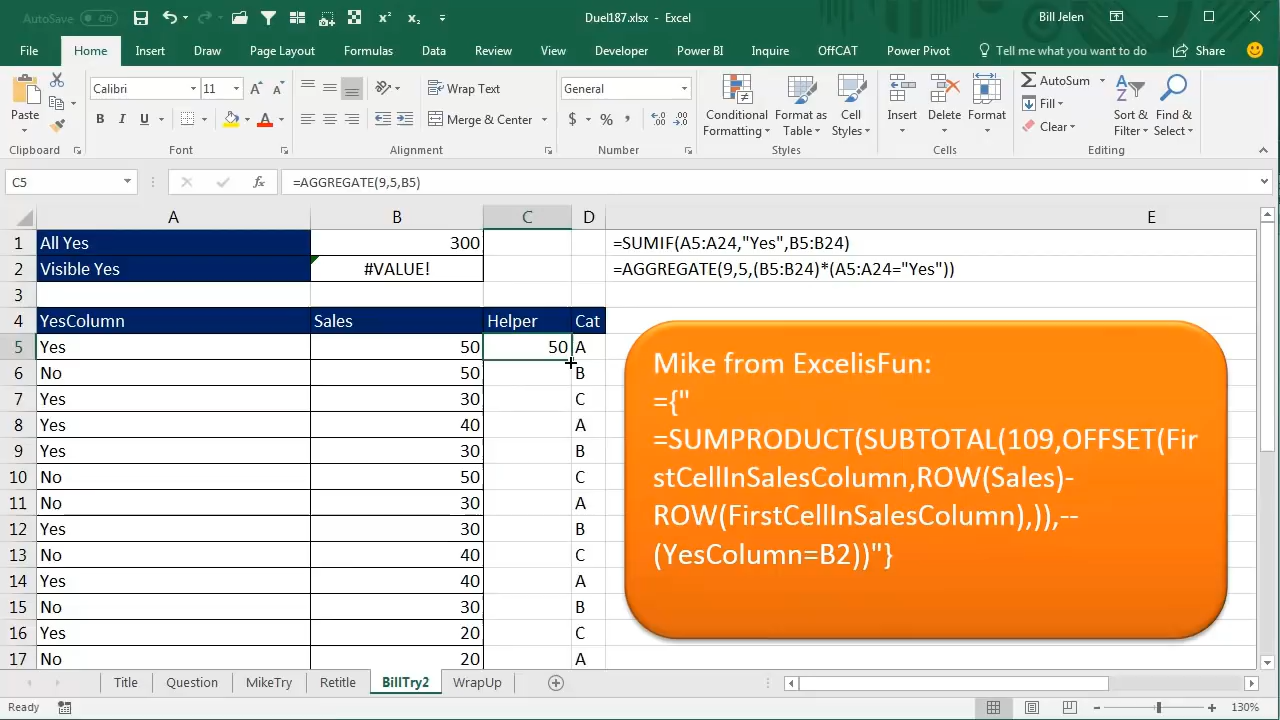 AutoSave Off
Duel187.xlsx - Excel
Bill Jelen
File Home Insert Draw Page Layout Formulas Data Review View Developer Power BI Inquire OffCAT Power Pivot Tell me what you want to do Share
Paste
Calibri 11
B I U
Wrap Text
Merge & Center
General
$ % ,
Conditional Formatting
Format as Table
Cell Styles
Insert
Delete
Format
AutoSum
Fill
Clear
Sort & Filter
Find & Select
Clipboard Font Alignment Number Styles Cells Editing
C5 fx =AGGREGATE(9,5,B5)
A B C D E
1 All Yes 300 =SUMIF(A5:A24,"Yes",B5:B24)
2 Visible Yes #VALUE! =AGGREGATE(9,5,(B5:B24)*(A5:A24="Yes"))
3
4 YesColumn Sales Helper Cat
5 Yes 50 50 A
6 No 50 B
7 Yes 30 C
8 Yes 40 A
9 Yes 30 B
10 No 50 C
11 No 30 A
12 Yes 30 B
13 No 40 C
14 Yes 40 A
15 No 30 B
16 Yes 20 C
17 No 20 A
Mike from ExcelisFun:
={"
=SUMPRODUCT(SUBTOTAL(109,OFFSET(Fir
stCellInSalesColumn,ROW(Sales)-
ROW(FirstCellInSalesColumn),)),--
(YesColumn=B2))"}
Title Question MikeTry Retitle BillTry2 WrapUp
130%